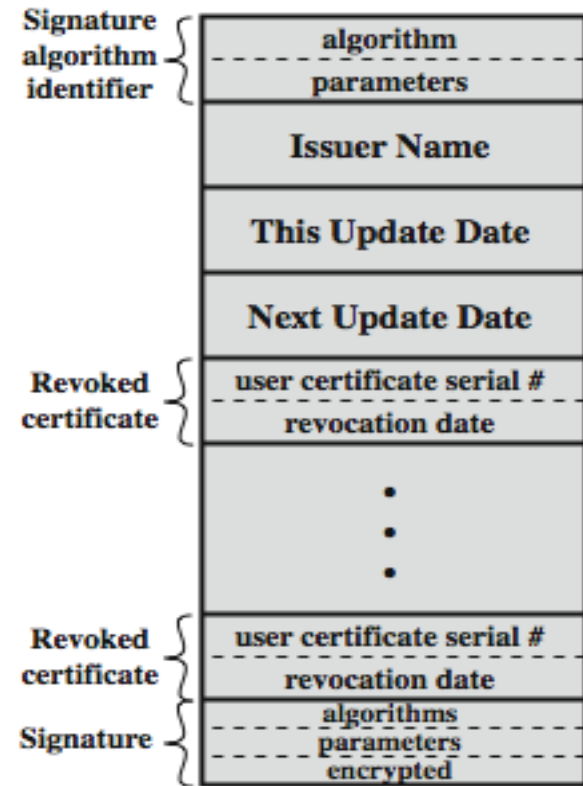 Signature
algorithm
identifier
algorithm
parameters
Issuer Name
This Update Date
Next Update Date
Revoked
certificate
user certificate serial #
revocation date
Revoked
certificate
user certificate serial #
revocation date
Signature
algorithms
parameters
encrypted